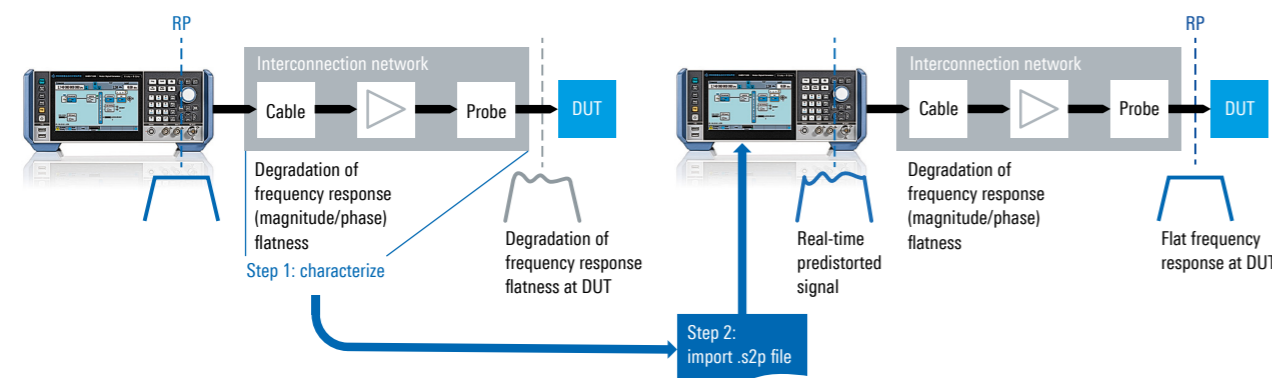 RP
Interconnection network
Cable
Probe
DUT
Degradation of
frequency response
(magnitude/phase)
flatness
Step 1: characterize
Degradation of
frequency response
flatness at DUT
Step 2:
import .s2p file
RP
Interconnection network
Cable
Probe
DUT
Real-time
predistorted
signal
Degradation of
frequency response
(magnitude/phase)
flatness
Flat frequency
response at DUT